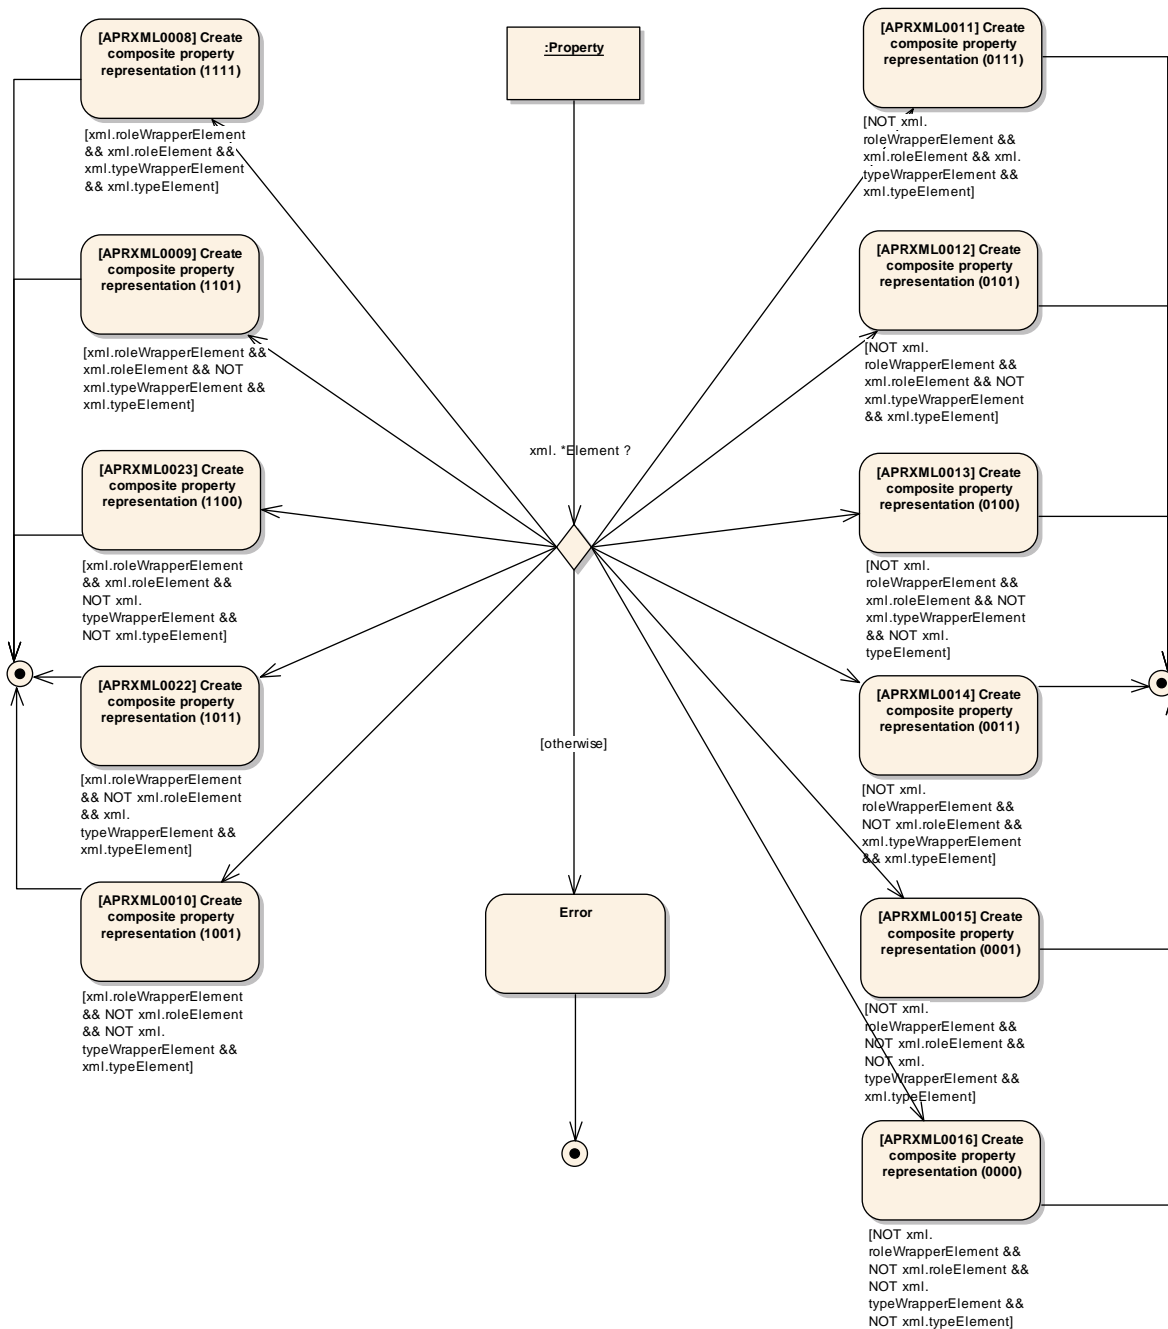 [APRXML0008] Create
composite property
representation (1111)
[xml.roleWrapperElement
&& xml.roleElement &&
xml.typeWrapperElement
&& xml.typeElement]
[APRXML0009] Create
composite property
representation (1101)
[xml.roleWrapperElement &&
xml.roleElement && NOT
xml.typeWrapperElement &&
xml.typeElement]
[APRXML0023] Create
composite property
representation (1100)
[xml.roleWrapperElement
&& xml.roleElement &&
NOT xml.
typeWrapperElement &&
NOT xml.typeElement]
[APRXML0022] Create
composite property
representation (1011)
[xml.roleWrapperElement
&& NOT xml.roleElement
&& xml.
typeWrapperElement &&
xml.typeElement]
[APRXML0010] Create
composite property
representation (1001)
[xml.roleWrapperElement
&& NOT xml.roleElement
&& NOT xml.
typeWrapperElement &&
xml.typeElement]
:Property
xml. *Element ?
[otherwise]
Error
[APRXML0011] Create
composite property
representation (0111)
[NOT xml.
roleWrapperElement &&
xml.roleElement && xml.
typeWrapperElement &&
xml.typeElement]
[APRXML0012] Create
composite property
representation (0101)
[NOT xml.
roleWrapperElement &&
xml.roleElement && NOT
xml.typeWrapperElement
&& xml.typeElement]
[APRXML0013] Create
composite property
representation (0100)
[NOT xml.
roleWrapperElement &&
xml.roleElement && NOT
xml.typeWrapperElement
&& NOT xml.
typeElement]
[APRXML0014] Create
composite property
representation (0011)
[NOT xml.
roleWrapperElement &&
NOT xml.roleElement &&
xml.typeWrapperElement
&& xml.typeElement]
[APRXML0015] Create
composite property
representation (0001)
[NOT xml.
roleWrapperElement &&
NOT xml.roleElement &&
NOT xml.
typeWrapperElement &&
xml.typeElement]
[APRXML0016] Create
composite property
representation (0000)
[NOT xml.
roleWrapperElement &&
NOT xml.roleElement &&
NOT xml.
typeWrapperElement &&
NOT xml.typeElement]